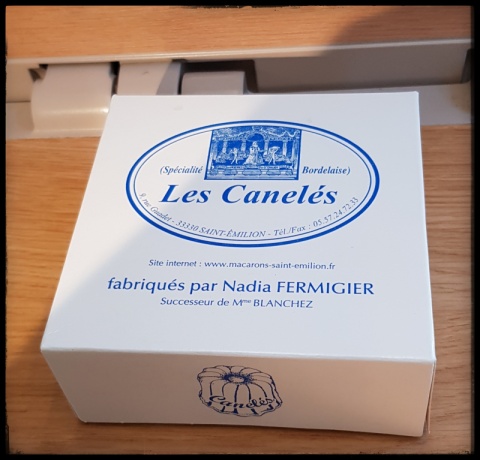 (Spécialité Bordelaise)
Les Canelés
9, rue Guadet - 33330 SAINT-ÉMILION - Tél./Fax : 05.57.24.72.33
Site internet : www.macarons-saint-emilion.fr
fabriqués par Nadia FERMIGIER
Successeur de Mme BLANCHEZ
Canelés